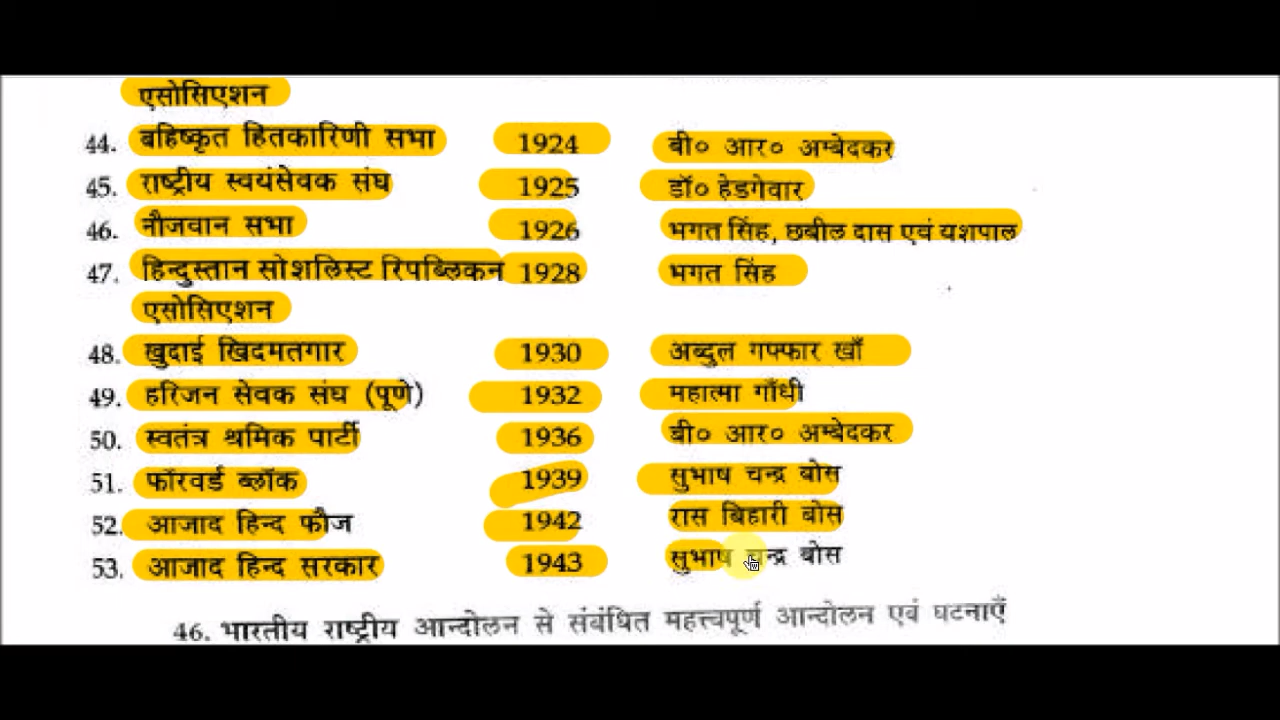 एसोसिएशन
44. बहिष्कृत हितकारिणी सभा 1924 बी० आर० अम्बेदकर
45. राष्ट्रीय स्वयंसेवक संघ 1925 डॉ० हेडगेवार
46. नौजवान सभा 1926 भगत सिंह, छबील दास एवं यशपाल
47. हिन्दुस्तान सोशलिस्ट रिपब्लिकन 1928 भगत सिंह
एसोसिएशन
48. खुदाई खिदमतगार 1930 अब्दुल गफ्फार खाँ
49. हरिजन सेवक संघ (पूणे) 1932 महात्मा गाँधी
50. स्वतंत्र श्रमिक पार्टी 1936 बी० आर० अम्बेदकर
51. फॉरवर्ड ब्लॉक 1939 सुभाष चन्द्र बोस
52. आजाद हिन्द फौज 1942 रास बिहारी बोस
53. आजाद हिन्द सरकार 1943 सुभाष चन्द्र बोस
46. भारतीय राष्ट्रीय आन्दोलन से संबंधित महत्त्वपूर्ण आन्दोलन एवं घटनाएँ